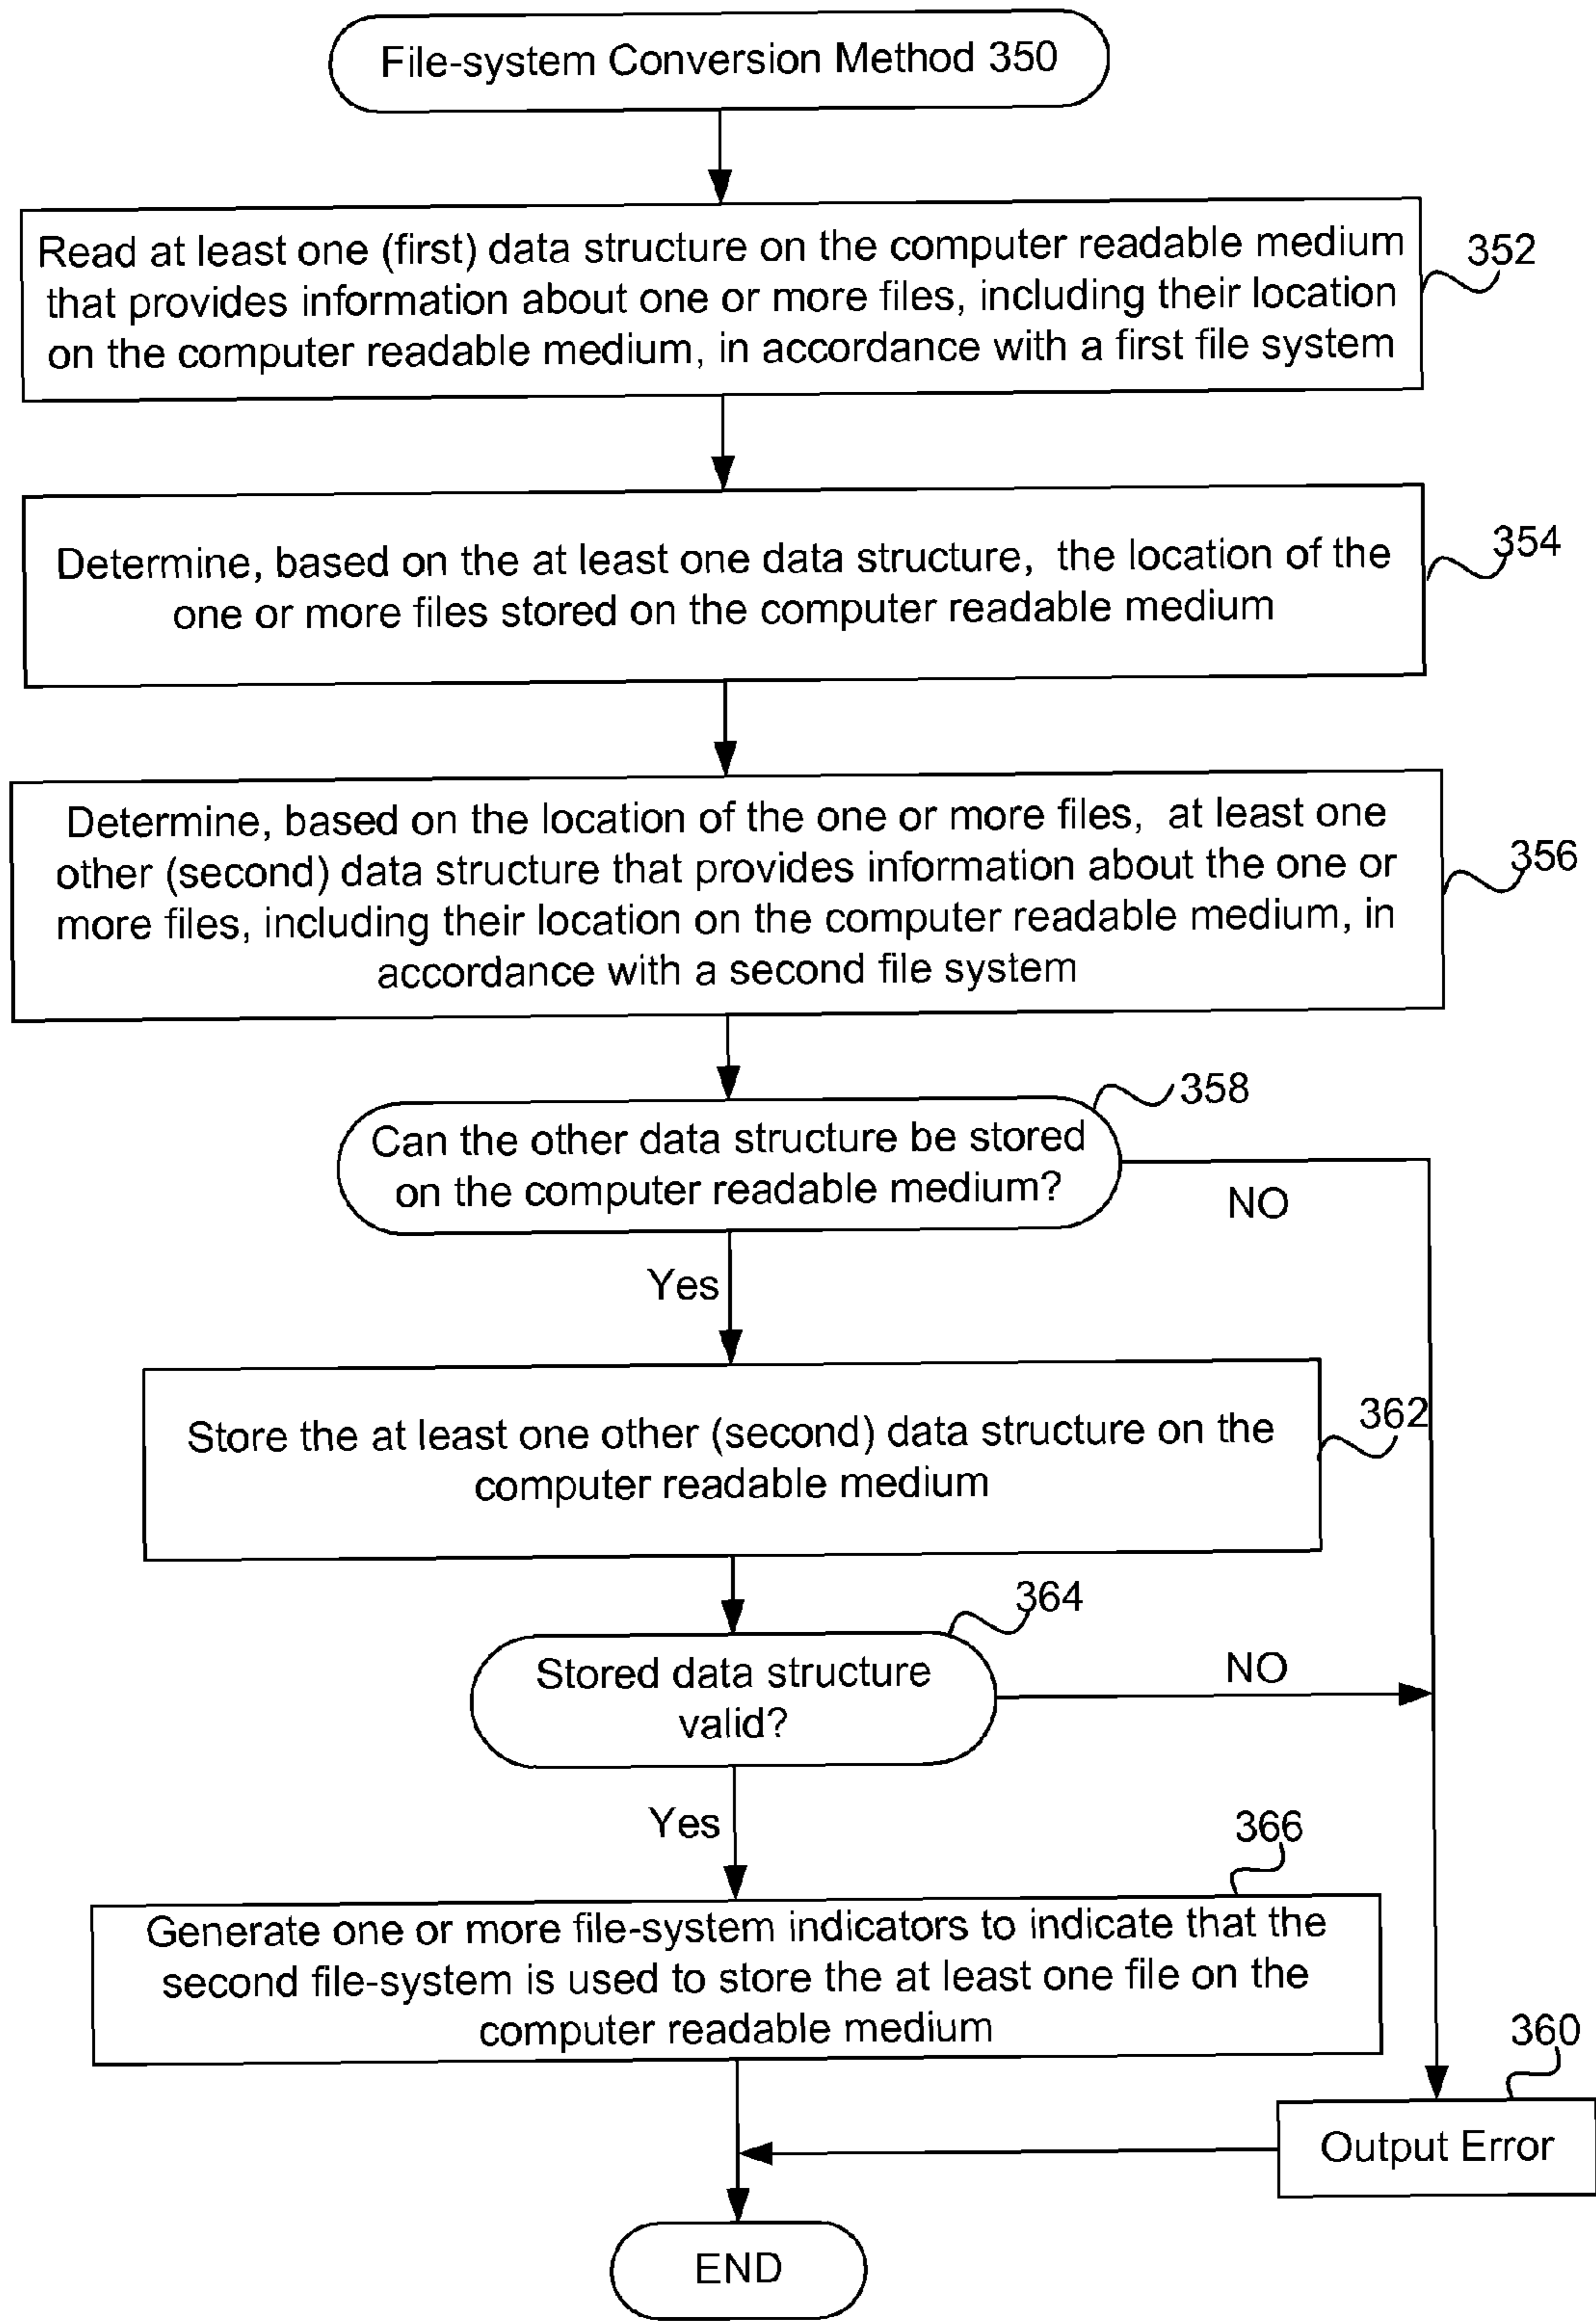 File-system Conversion Method 350
Read at least one (first) data structure on the computer readable medium
that provides information about one or more files, including their location
on the computer readable medium, in accordance with a first file system
352
Determine, based on the at least one data structure, the location of the
one or more files stored on the computer readable medium
354
Determine, based on the location of the one or more files, at least one
other (second) data structure that provides information about the one or
more files, including their location on the computer readable medium, in
accordance with a second file system
356
Can the other data structure be stored
on the computer readable medium?
358
NO
Yes
Store the at least one other (second) data structure on the
computer readable medium
362
Stored data structure
valid?
364
NO
Yes
366
Generate one or more file-system indicators to indicate that the
second file-system is used to store the at least one file on the
computer readable medium
360
Output Error
END